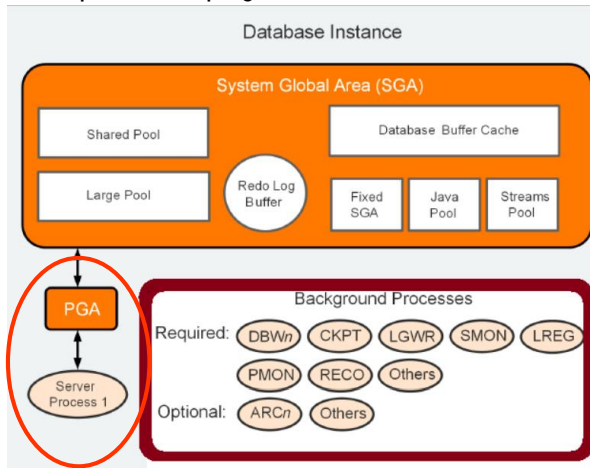 Database Instance
System Global Area (SGA)
Shared Pool
Database Buffer Cache
Large Pool
Redo Log
Buffer
Fixed
SGA
Java
Pool
Streams
Pool
PGA
Server
Process 1
Background Processes
Required: DBWn CKPT LGWR SMON LREG
PMON RECO Others
Optional: ARCn Others